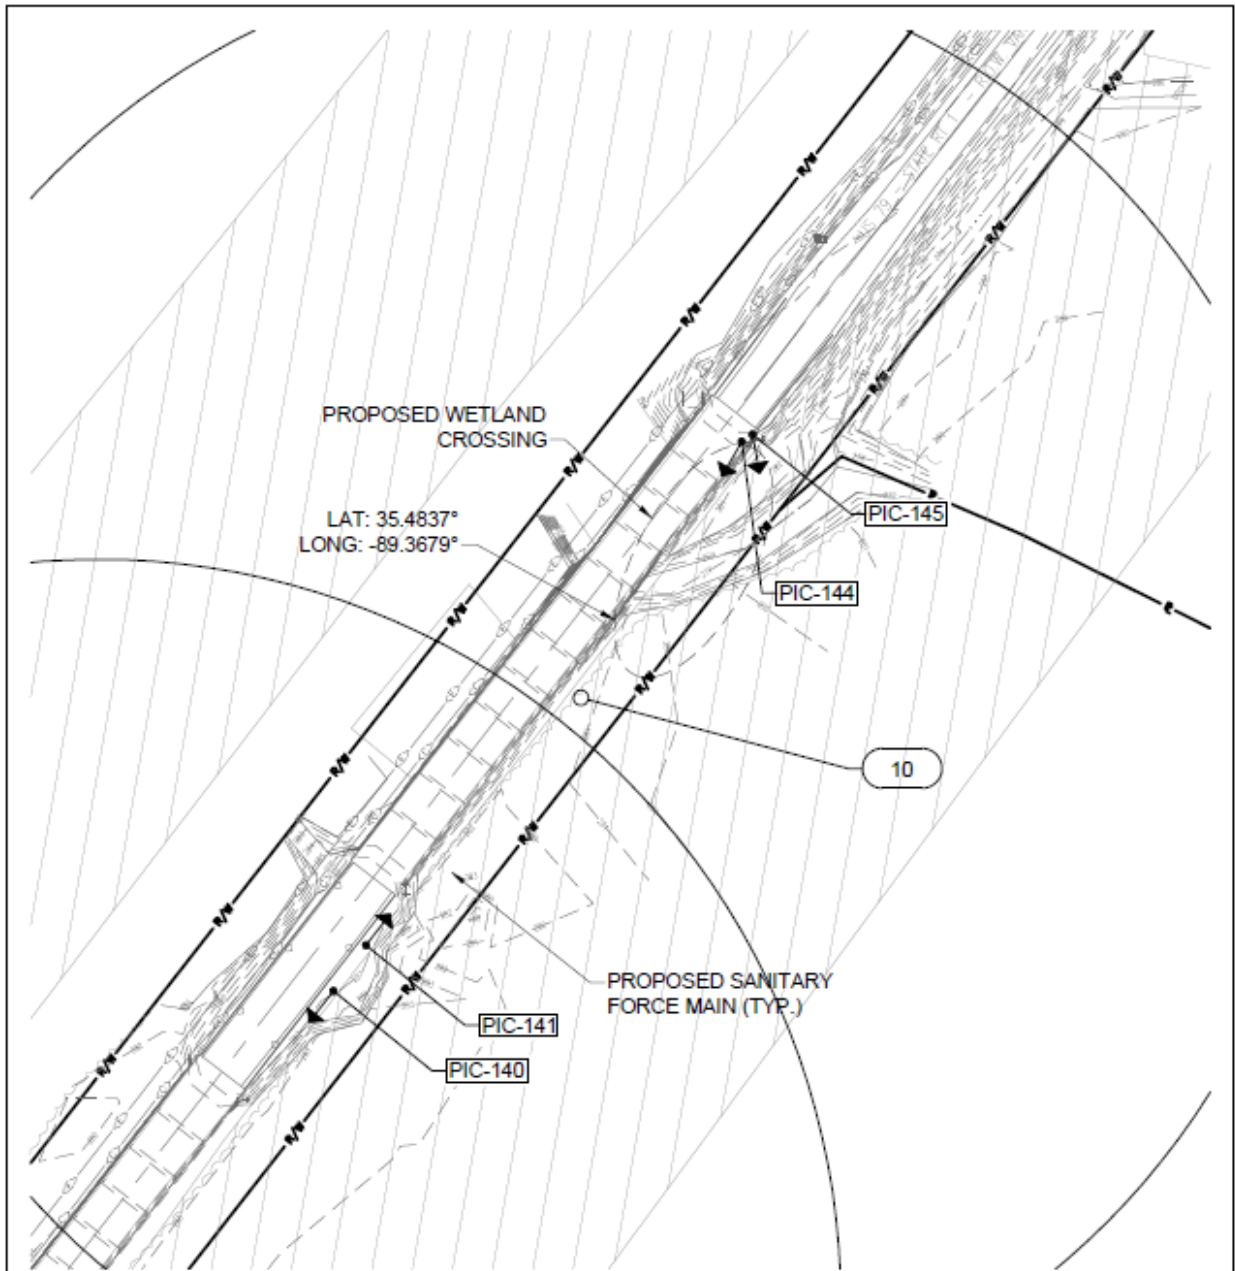 R/W
R/W
R/W
R/W
R/W
PROPOSED WETLAND
CROSSING
R/W
R/W
LAT: 35.4837°
LONG: -89.3679°
PIC-145
R/W
PIC-144
R/W
R/W
10
R/W
R/W
R/W
R/W
PROPOSED SANITARY
FORCE MAIN (TYP.)
PIC-141
PIC-140
R/W
R/W